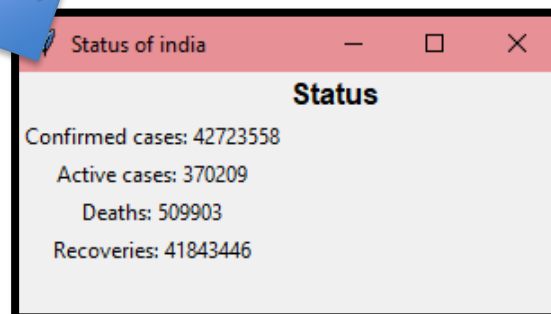 Status of india
Status
Confirmed cases: 42723558
Active cases: 370209
Deaths: 509903
Recoveries: 41843446